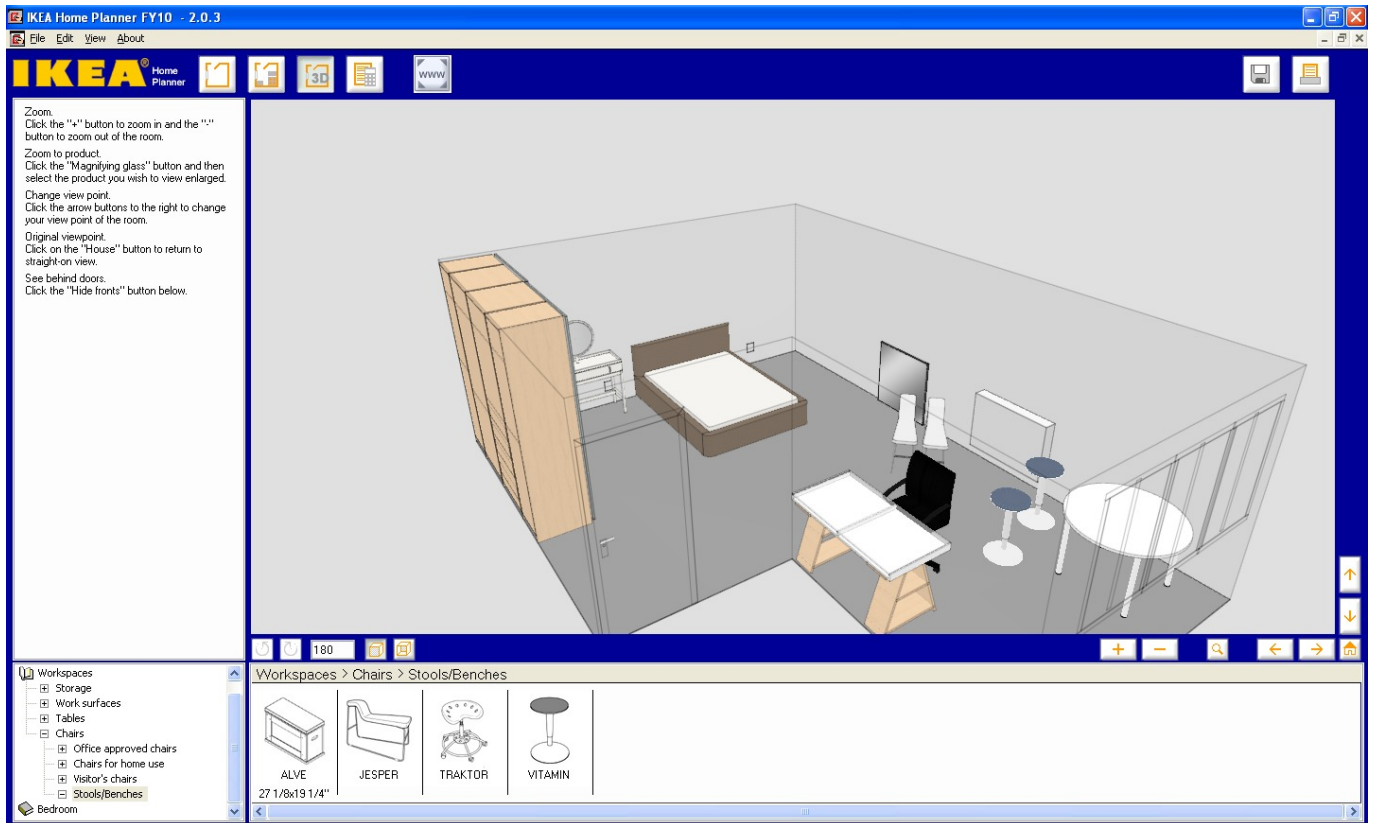 IKEA Home Planner FY10 - 2.0.3
File Edit View About
IKEA® Home
Planner
3D
www
Zoom.
Click the "+" button to zoom in and the "-"
button to zoom out of the room.
Zoom to product.
Click the "Magnifying glass" button and then
select the product you wish to view enlarged.
Change view point.
Click the arrow buttons to the right to change
your view point of the room.
Original viewpoint.
Click on the "House" button to return to
straight-on view.
See behind doors.
Click the "Hide fronts" button below.
180
Workspaces
Storage
Work surfaces
Tables
Chairs
Office approved chairs
Chairs for home use
Visitor's chairs
Stools/Benches
Bedroom
Workspaces > Chairs > Stools/Benches
ALVE
27 1/8x19 1/4"
JESPER
TRAKTOR
VITAMIN